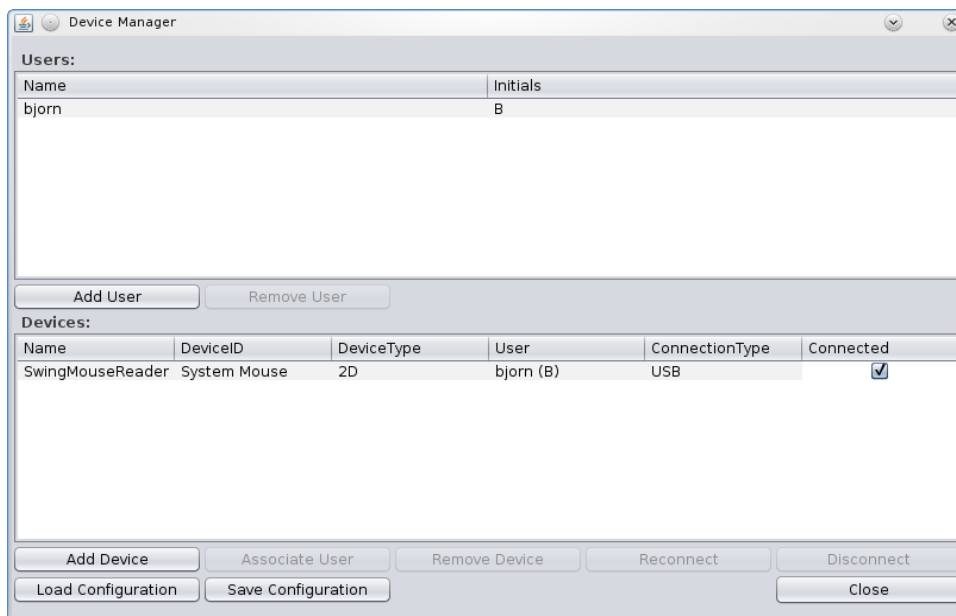 Device Manager
Users:
Name Initials
bjorn B
Add User Remove User
Devices:
Name DeviceID DeviceType User ConnectionType Connected
SwingMouseReader System Mouse 2D bjorn (B) USB
Add Device Associate User Remove Device Reconnect Disconnect
Load Configuration Save Configuration Close